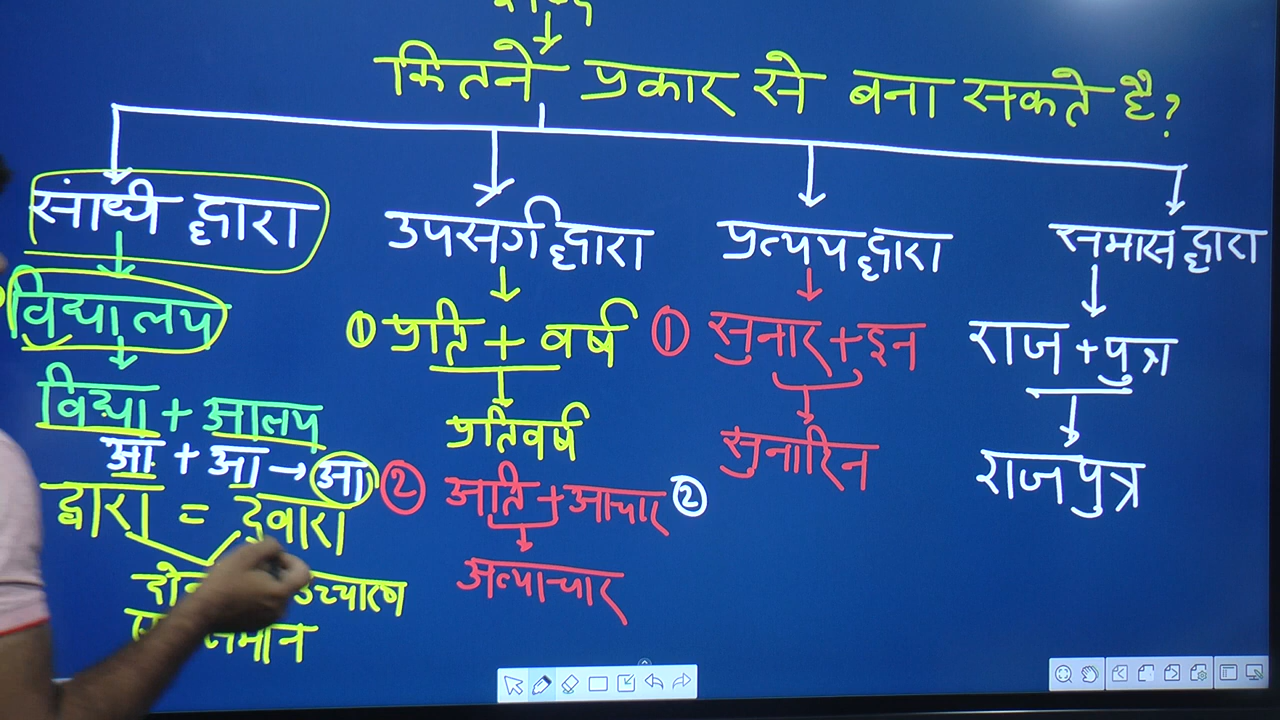 कितने प्रकार से बना सकते है?
संधि द्वारा
विद्यालय
विद्या + आलय
आ + आ → आ
द्वारा = द्‌वारा
उच्चारण
समान
उपसर्ग द्वारा
① प्रति + वर्ष
प्रतिवर्ष
② अति + आचार
अत्याचार
प्रत्यय द्वारा
① सुनार + इन
सुनारिन
②
समास द्वारा
राज + पुत्र
राजपुत्र